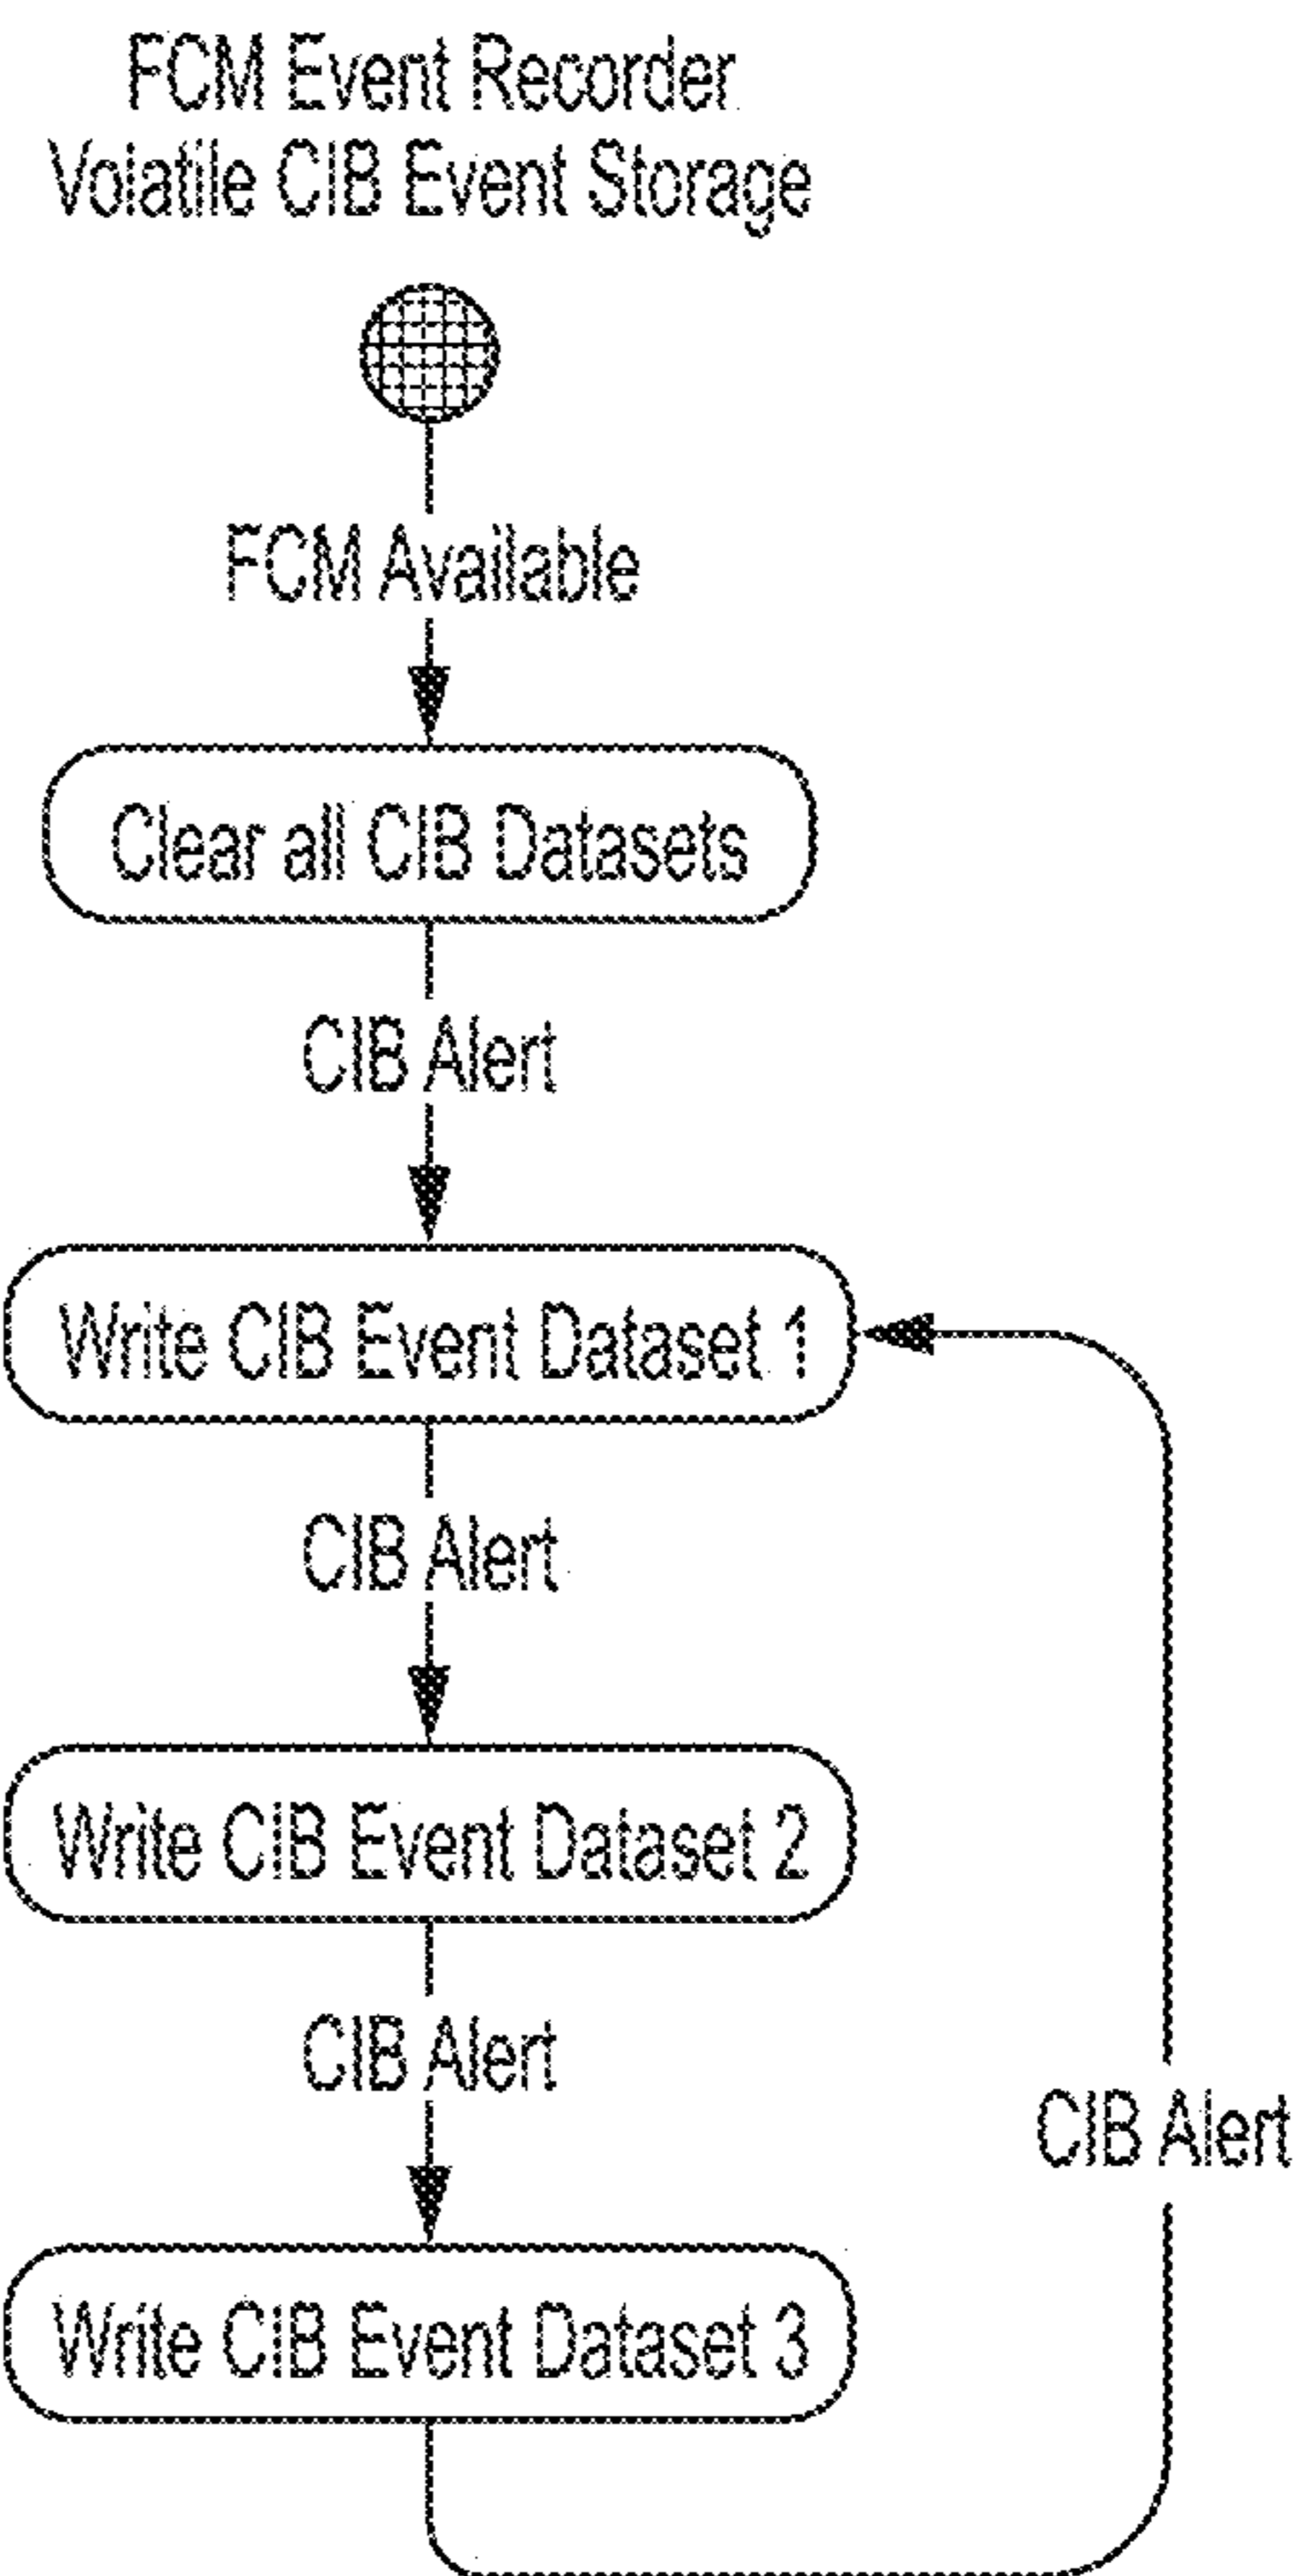 FCM Event Recorder
Volatile CIB Event Storage
FCM Available
Clear all CIB Datasets
CIB Alert
Write CIB Event Dataset 1
CIB Alert
Write CIB Event Dataset 2
CIB Alert
CIB Alert
Write CIB Event Dataset 3